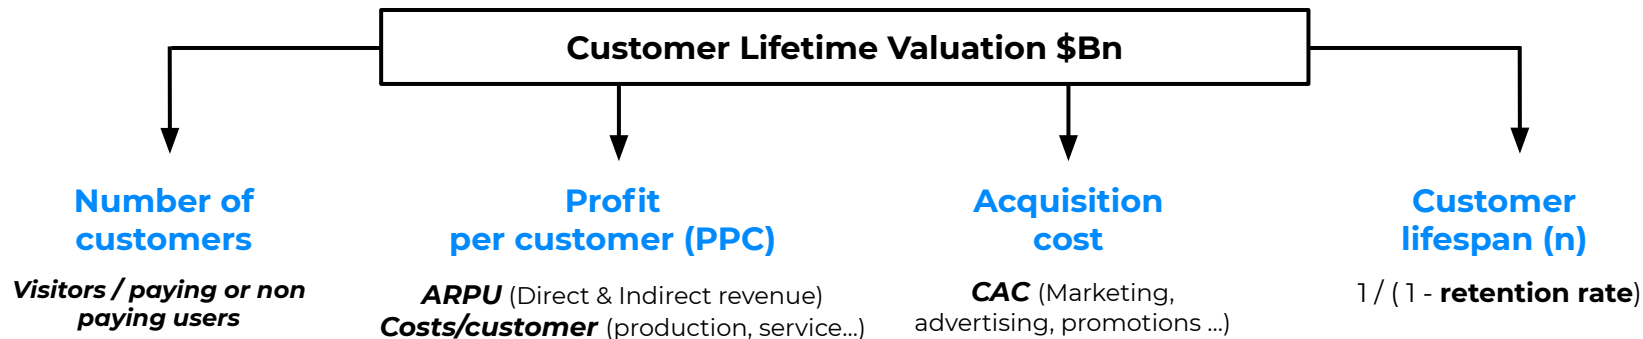 Customer Lifetime Valuation $Bn
Number of
customers
Visitors / paying or non
paying users
Profit
per customer (PPC)
ARPU (Direct & Indirect revenue)
Costs/customer (production, service...)
Acquisition
cost
CAC (Marketing,
advertising, promotions ...)
Customer
lifespan (n)
1 / ( 1 - retention rate)